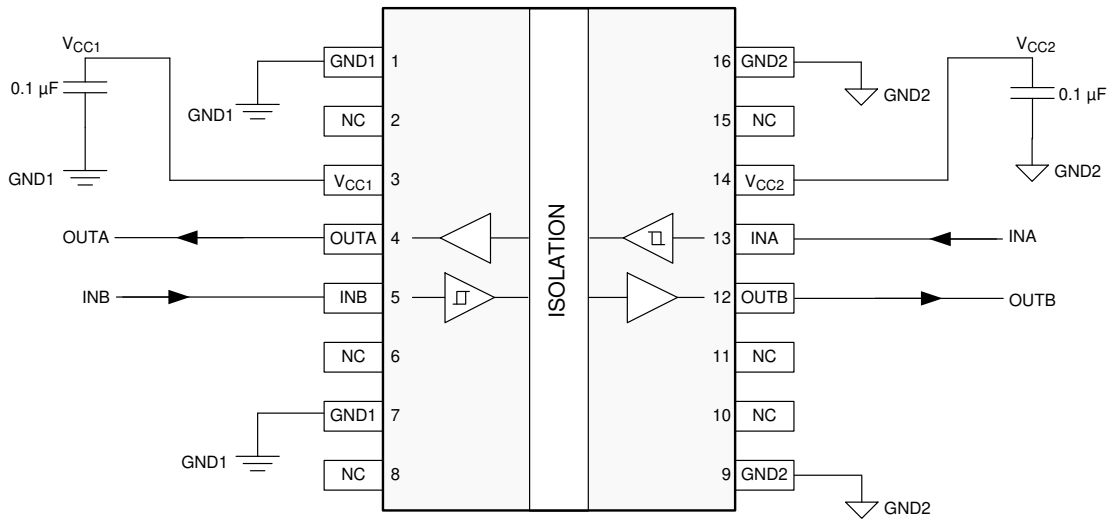 VCC1
0.1 µF
GND1
GND1
GND1 1
NC 2
VCC1 3
OUTA OUTA 4
INB INB 5
NC 6
GND1 GND1 7
NC 8
ISOLATION
16 GND2
GND2
15 NC
14 VCC2
13 INA INA
12 OUTB OUTB
11 NC
10 NC
9 GND2
GND2
VCC2
0.1 µF
GND2